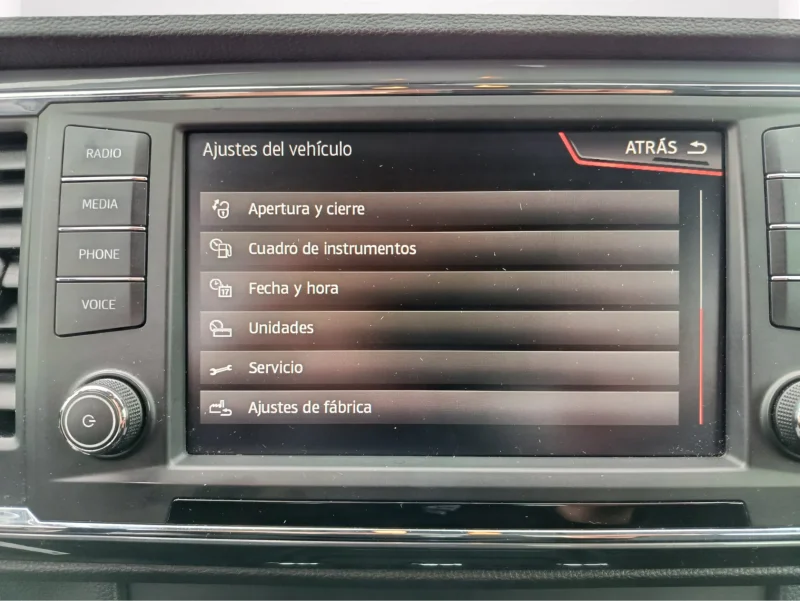 RADIO
MEDIA
PHONE
VOICE
Ajustes del vehículo
ATRÁS
Apertura y cierre
Cuadro de instrumentos
Fecha y hora
17
Unidades
Servicio
Ajustes de fábrica